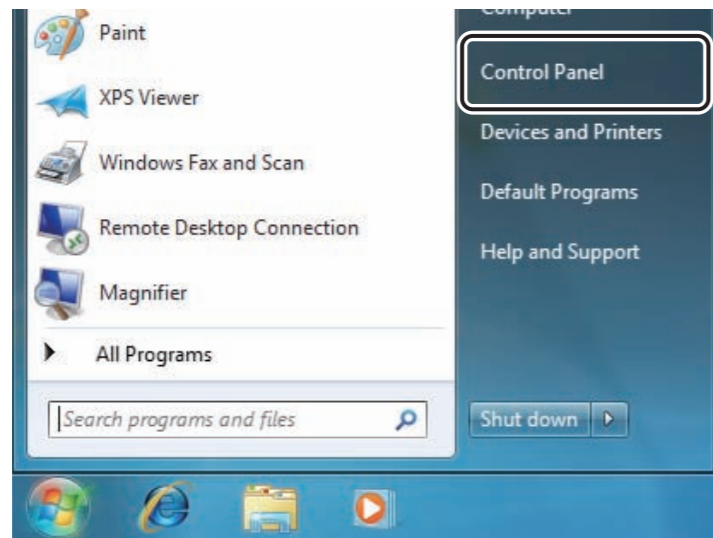 Paint
XPS Viewer
Windows Fax and Scan
Remote Desktop Connection
Magnifier
All Programs
Search programs and files
Computer
Control Panel
Devices and Printers
Default Programs
Help and Support
Shut down